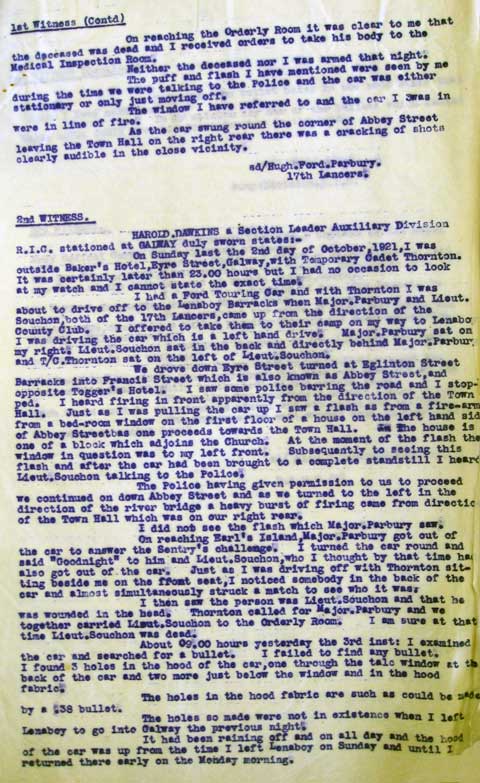 1st Witness (Contd)
On reaching the Orderly Room it was clear to me that
the deceased was dead and I received orders to take his body to the
Medical Inspection Room.
Neither the deceased nor I was armed that night.
The puff and flash I have mentioned were seen by me
during the time we were talking to the Police and the car was either
stationary or only just moving off.
The window I have referred to and the car I was in
were in line of fire.
As the car swung round the corner of Abbey Street
leaving the Town Hall on the right rear there was a cracking of shots
clearly audible in the close vicinity.
sd/Hugh.Ford.Parbury.
17th Lancers.
2nd WITNESS.
HAROLD.DAWKINS a Section Leader Auxiliary Division
R.I.C. stationed at GALWAY duly sworn states:-
On Sunday last the 2nd day of October,1921,I was
outside Baker's Hotel,Eyre Street,Galway,with Temporary Cadet Thornton.
It was certainly later than 23.00 hours but I had no occasion to look
at my watch and I cannot state the exact time.
I had a Ford Touring Car and with Thornton I was
about to drive off to the Lenaboy Barracks when Major.Parbury and Lieut.
Souchon,both of the 17th Lancers,came up from the direction of the
County Club. I offered to take them to their camp on my way to Lenaboy
I was driving the car which is left hand drive. Major.Parbury sat on
my right. Lieut.Souchon sat in the back and directly behind Major.Parbury
and T/C.Thornton sat on the left of Lieut.Souchon.
We drove down Eyre Street turned at Eglinton Street
Barracks into Francis Street which is also known as Abbey Street,and
opposite Togger's Hotel. I saw some police barring the road and I stop-
ped. I heard firing in front apparently from the direction of the Town
Hall. Just as I was pulling the car up I saw a flash as from a fire-arm
from a bed-room window on the first floor of a house on the left hand side
of Abbey Streetbas one proceeds towards the Town Hall. The house is
one of a block which adjoins the Church. At the moment of the flash the
window in question was to my left front. Subsequently to seeing this
flash and after the car had been brought to a complete standstill I heard
Lieut.Souchon talking to the Police.
The Police having given permission to us to proceed
we continued on down Abbey Street and as we turned to the left in the
direction of the river bridge a heavy burst of firing came from directio
of the Town Hall which was on our right rear.
I did nob see the flash which Major.Parbury saw.
On reaching Earl's Island,Major.Parbury got out of
the car to answer the Sentry's challenge. I turned the car round and
said "Goodnight" to him and Lieut.Souchon,who I thought by that time had
also got out of the car. Just as I was driving off with Thornton sit-
ting beside me on the front seat,I noticed somebody in the back of the
car and almost simultaneously struck a match to see who it was;
I then saw the person was Lieut.Souchon and that he
was wounded in the head. Thornton called for Major.Parbury and we
together carried Lieut.Souchon to the Orderly Room. I am sure at that
time Lieut.Souchon was dead.
About 09.00 hours yesterday the 3rd inst: I examined
the car and searched for a bullet. I failed to find any bullet.
I found 3 holes in the hood of the car,one through the talc window at the
back of the car and two more just below the window and in the hood
fabric.
The holes in the hood fabric are such as could be made
by a .38 bullet.
The holes so made were not in existence when I left
Lenaboy to go into Galway the previous night.
It had been raining off and on all day and the hood
of the car was up from the time I left Lenaboy on Sunday and until I
returned there early on the Monday morning.